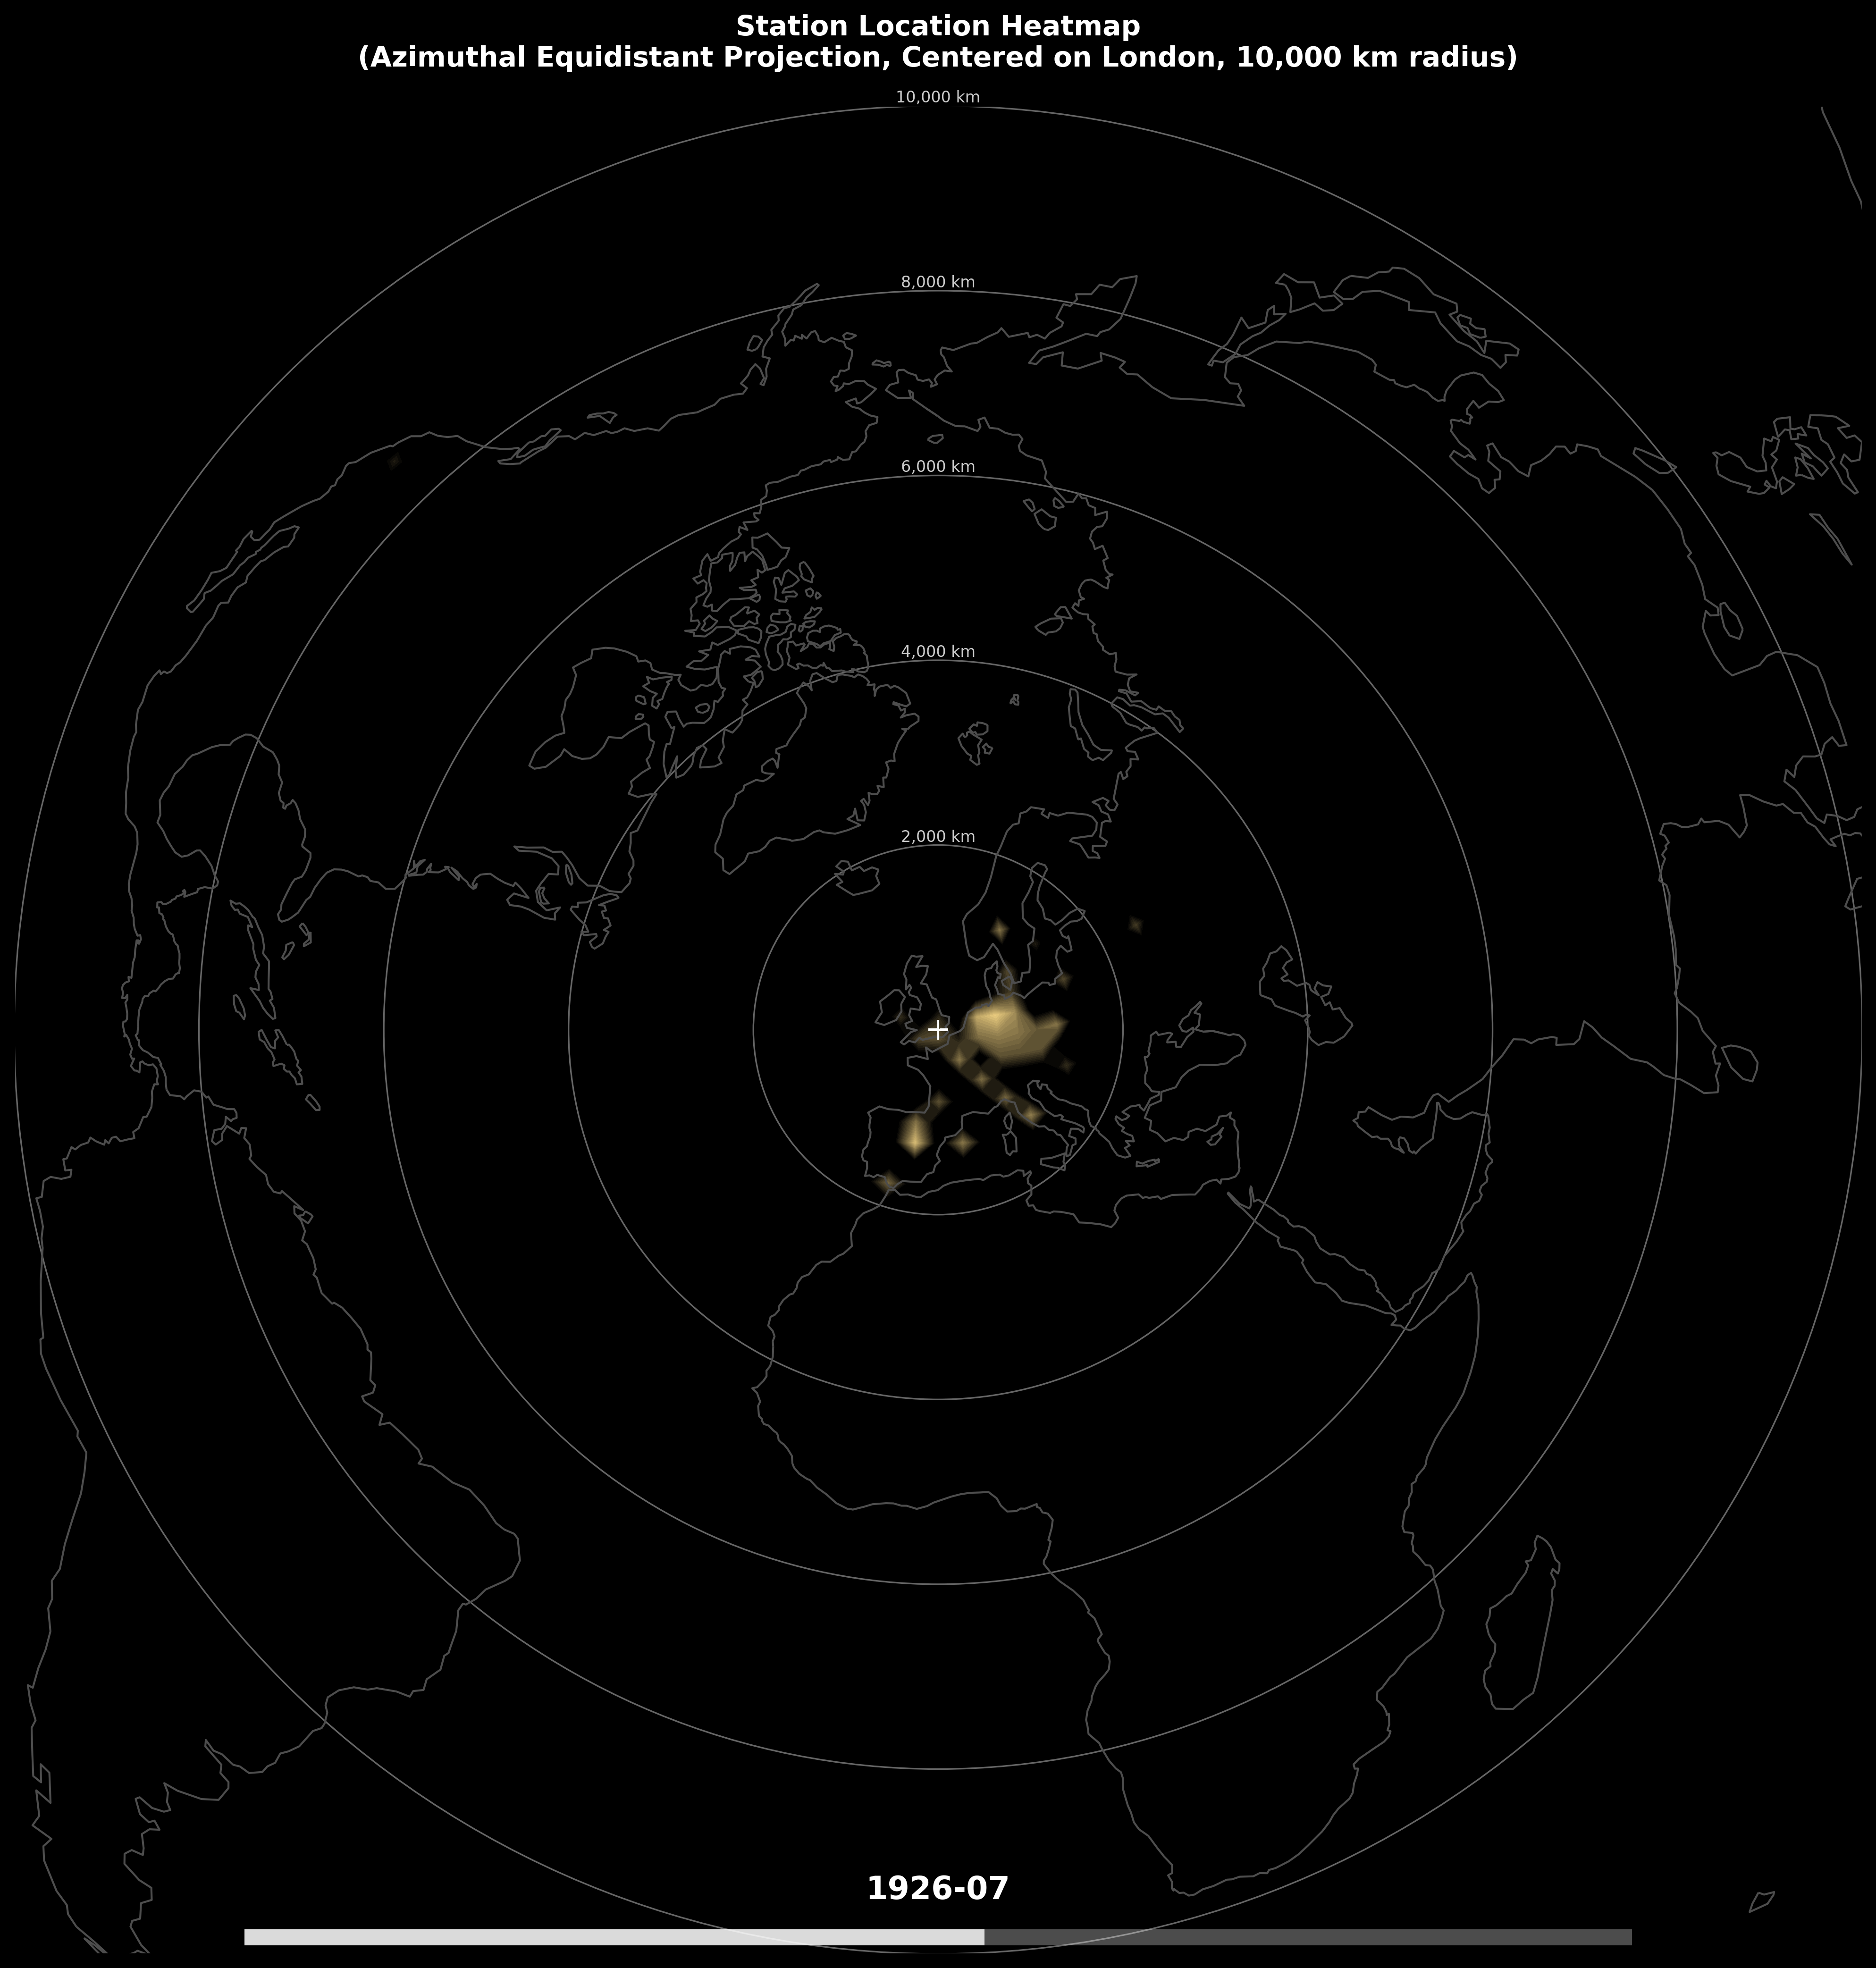 Station Location Heatmap
(Azimuthal Equidistant Projection, Centered on London, 10,000 km radius)
10,000 km
8,000 km
6,000 km
4,000 km
2,000 km
1926-07